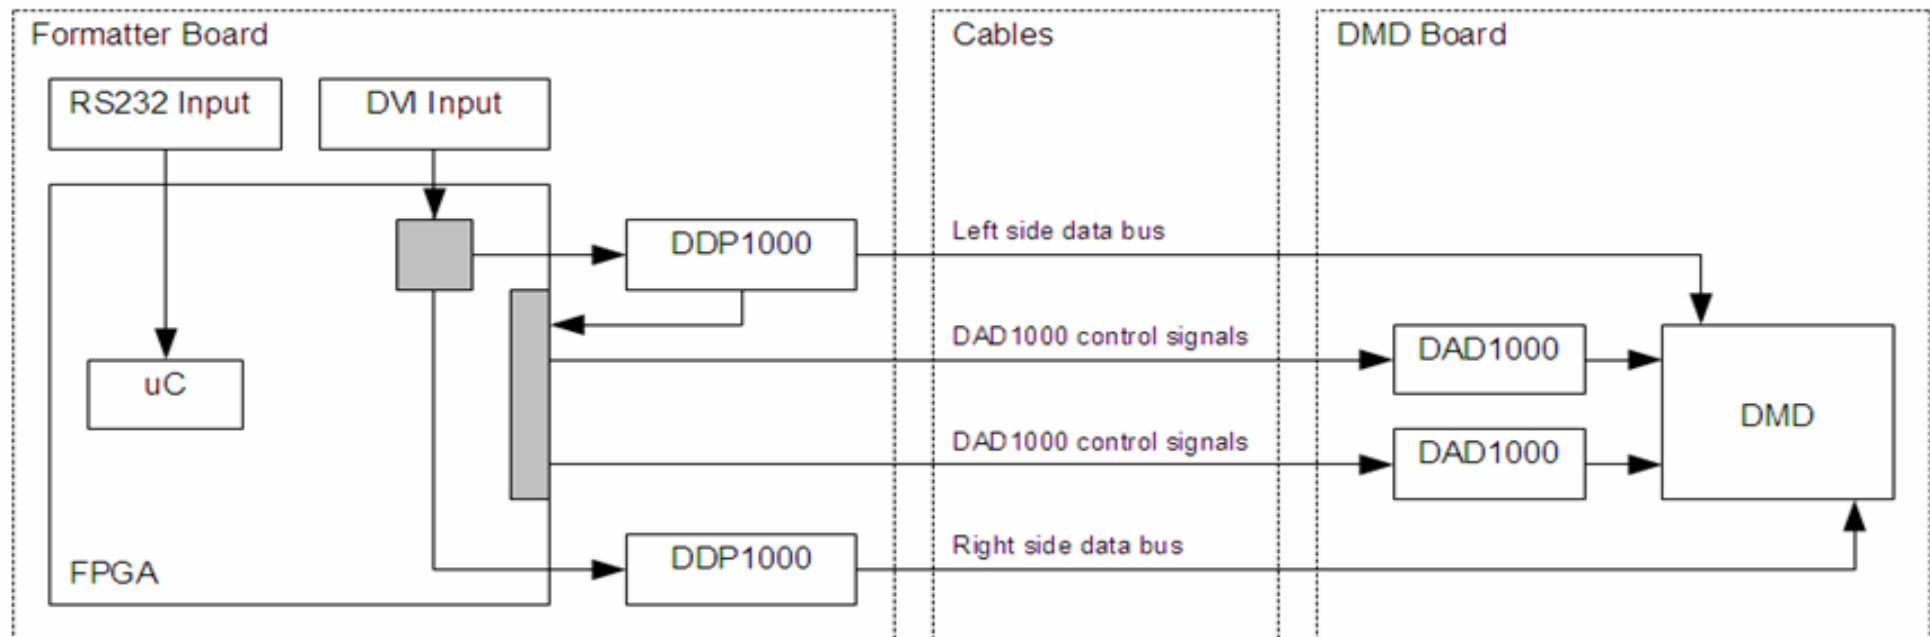 Formatter Board
Cables
DMD Board
RS232 Input
DVI Input
DDP1000
Left side data bus
DAD1000 control signals
DAD1000
uC
DMD
DAD1000 control signals
DAD1000
Right side data bus
DDP1000
FPGA